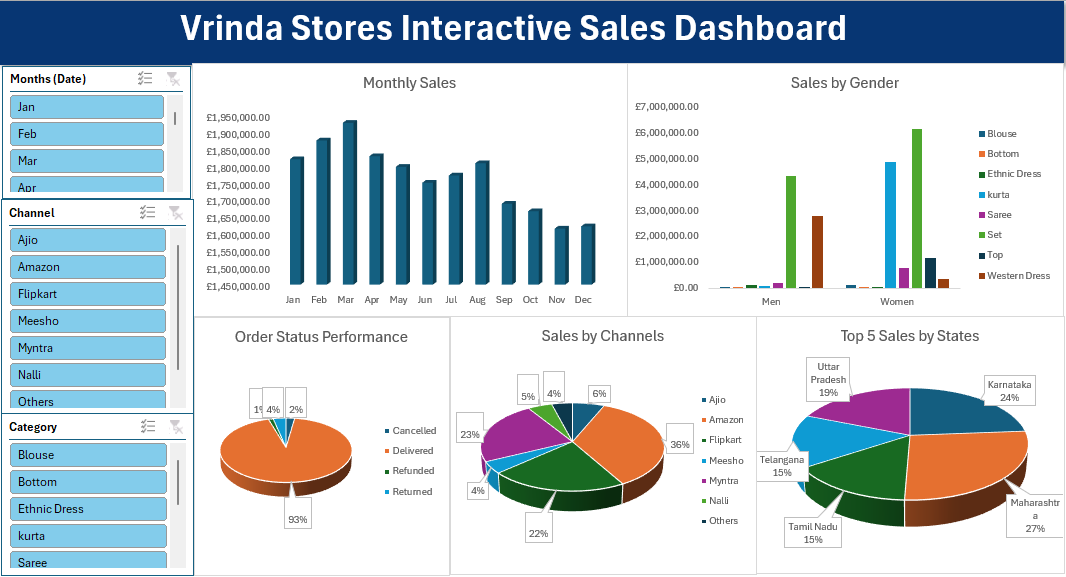 Vrinda Stores Interactive Sales Dashboard
Months (Date)
Jan
Feb
Mar
Apr
Channel
Ajio
Amazon
Flipkart
Meesho
Myntra
Nalli
Others
Category
Blouse
Bottom
Ethnic Dress
kurta
Saree
Monthly Sales
£1,950,000.00
£1,900,000.00
£1,850,000.00
£1,800,000.00
£1,750,000.00
£1,700,000.00
£1,650,000.00
£1,600,000.00
£1,550,000.00
£1,500,000.00
£1,450,000.00
Jan Feb Mar Apr May Jun Jul Aug Sep Oct Nov Dec
Sales by Gender
£7,000,000.00
£6,000,000.00
£5,000,000.00
£4,000,000.00
£3,000,000.00
£2,000,000.00
£1,000,000.00
£0.00
Men Women
Blouse
Bottom
Ethnic Dress
kurta
Saree
Set
Top
Western Dress
Order Status Performance
1% 4% 2%
93%
Cancelled
Delivered
Refunded
Returned
Sales by Channels
5% 4% 6%
23% 36%
4%
22%
Ajio
Amazon
Flipkart
Meesho
Myntra
Nalli
Others
Top 5 Sales by States
Uttar
Pradesh
19%
Karnataka
24%
Telangana
15%
Tamil Nadu
15%
Maharashtr
a
27%